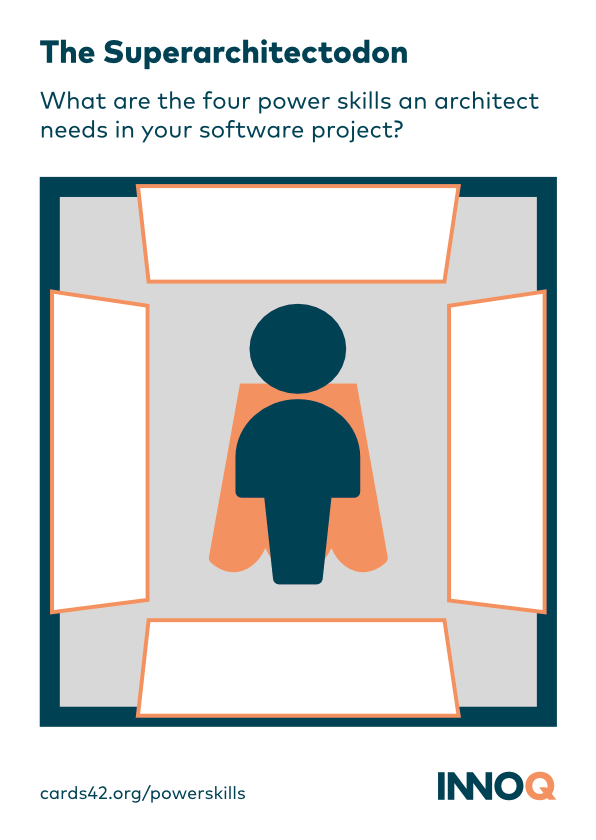 The Superarchitectodon
What are the four power skills an architect
needs in your software project?
cards42.org/powerskills
INNOQ